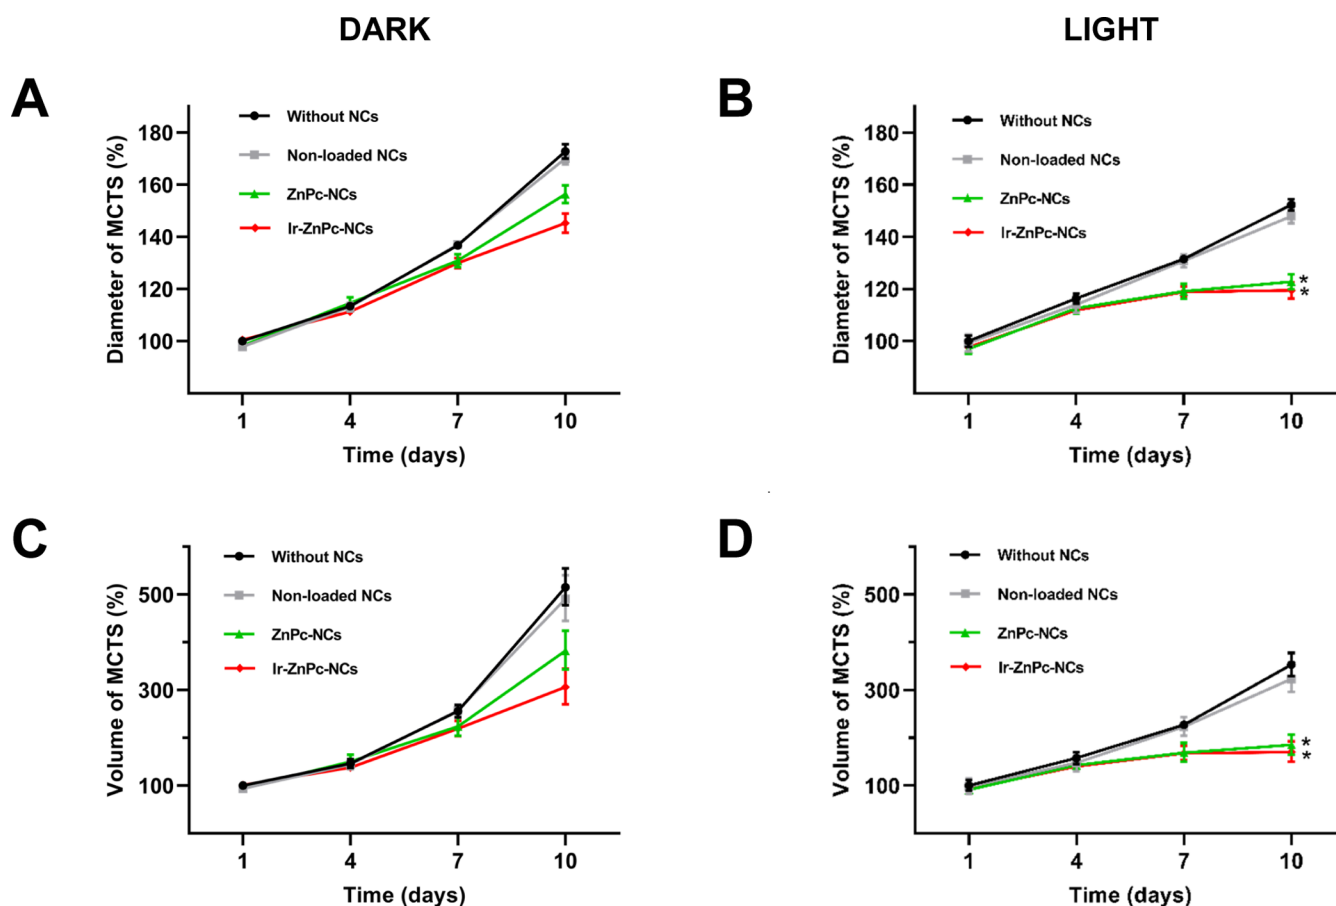 DARK
LIGHT
A
Diameter of MCTS (%)
180
160
140
120
100
Without NCs
Non-loaded NCs
ZnPc-NCs
Ir-ZnPc-NCs
1 4 7 10
Time (days)
B
Diameter of MCTS (%)
180
160
140
120
100
Without NCs
Non-loaded NCs
ZnPc-NCs
Ir-ZnPc-NCs
*
*
1 4 7 10
Time (days)
C
Volume of MCTS (%)
500
300
100
Without NCs
Non-loaded NCs
ZnPc-NCs
Ir-ZnPc-NCs
1 4 7 10
Time (days)
D
Volume of MCTS (%)
500
300
100
Without NCs
Non-loaded NCs
ZnPc-NCs
Ir-ZnPc-NCs
*
*
1 4 7 10
Time (days)